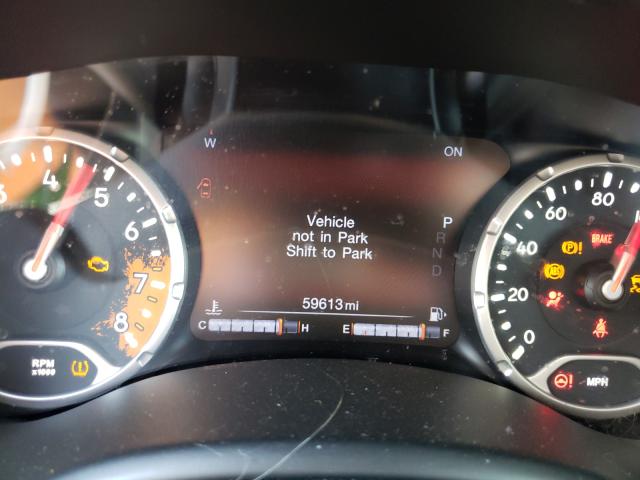 W
ON
Vehicle
not in Park
Shift to Park
P
R
N
D
59613 mi
C
H
E
F
4
5
6
7
8
RPM
x1000
0
20
40
60
80
BRAKE
ABS
MPH